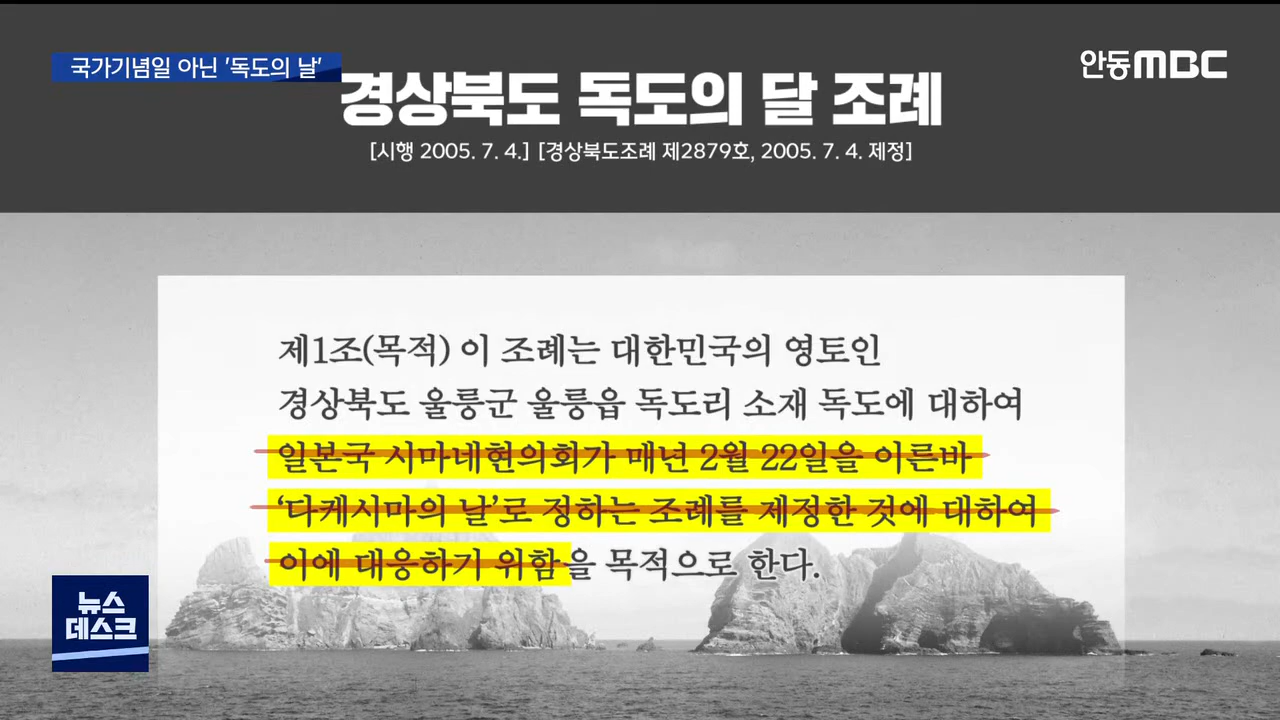 국가기념일 아닌 '독도의 날'
안동MBC
경상북도 독도의 달 조례
[시행 2005. 7. 4.] [경상북도조례 제2879호, 2005. 7. 4. 제정]
제1조(목적) 이 조례는 대한민국의 영토인
경상북도 울릉군 울릉읍 독도리 소재 독도에 대하여
일본국 시마네현의회가 매년 2월 22일을 이른바
‘다케시마의 날’로 정하는 조례를 제정한 것에 대하여
이에 대응하기 위함을 목적으로 한다.
뉴스
데스크